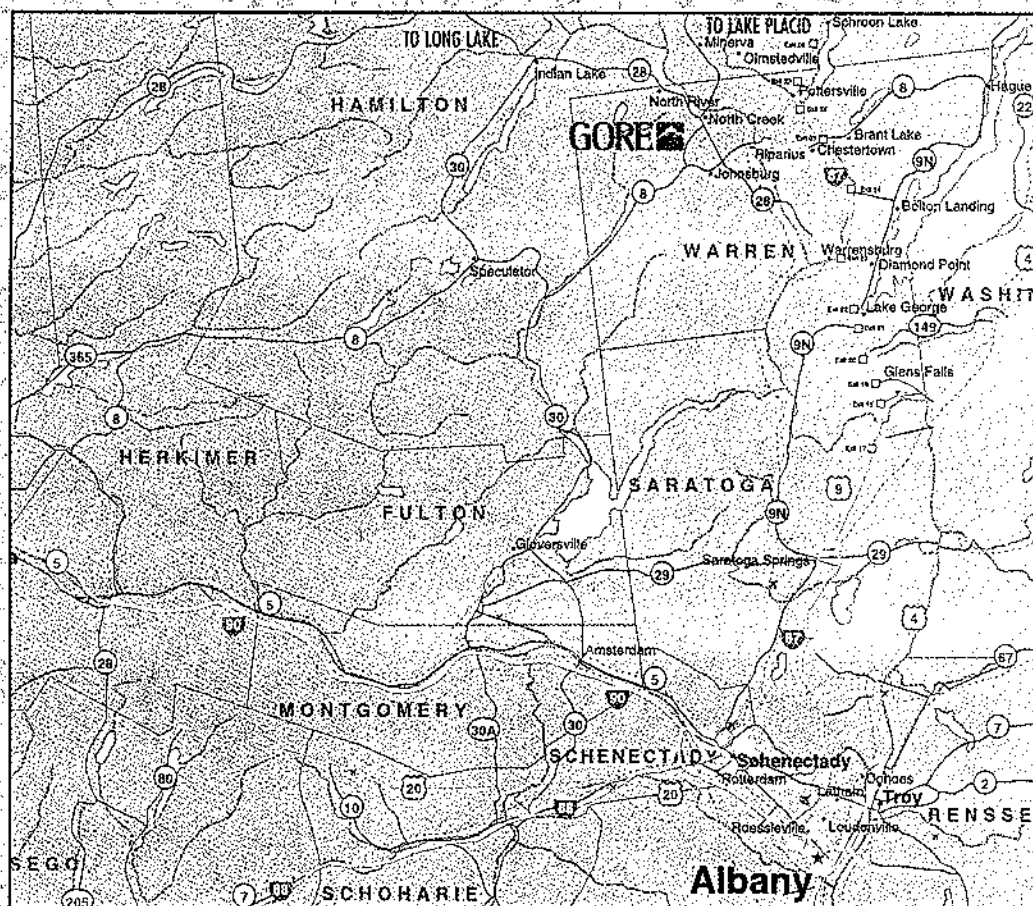 TO LONG LAKE
TO LAKE PLACID
Schroon Lake
Minerva
Olmstedville
28
Indian Lake
28
Pottersville
8
Hague
22
HAMILTON
North River
North Creek
GORE
Brant Lake
Riparius
Chestertown
9N
30
Johnsburg
87
8
28
Bolton Landing
WARREN
Warrensburg
Diamond Point
4
Speculator
WASHI
Lake George
149
365
8
9N
Glens Falls
8
30
HERKIMER
SARATOGA
9
FULTON
9N
Gloversville
5
29
Saratoga Springs
29
5
90
4
87
Amsterdam
67
28
5
90
MONTGOMERY
30A
30
7
SCHENECTADY
Schenectady
80
Rotterdam
Cohoes
2
20
20
Latham
Troy
10
88
RENSSE
Roessleville
Loudonville
SEGO
Albany
205
7
88
SCHOHARIE